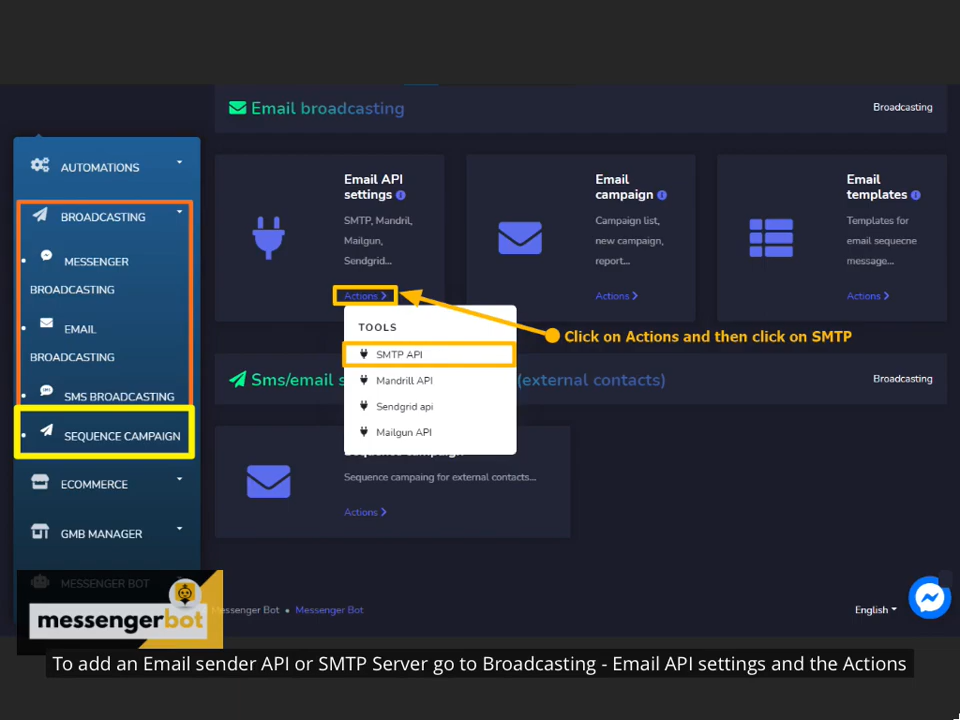 Email broadcasting
Broadcasting
AUTOMATIONS
BROADCASTING
MESSENGER
BROADCASTING
EMAIL
BROADCASTING
SMS BROADCASTING
SEQUENCE CAMPAIGN
ECOMMERCE
GMB MANAGER
MESSENGER BOT
Email API
settings
SMTP, Mandril,
Mailgun,
Sendgrid...
Actions
Email
campaign
Campaign list,
new campaign,
report...
Actions
Email
templates
Templates for
email sequecne
message...
Actions
TOOLS
SMTP API
Mandrill API
Sendgrid api
Mailgun API
Click on Actions and then click on SMTP
Sms/email s
(external contacts)
Broadcasting
Sequence campaign
Sequence campaing for external contacts...
Actions
essenger Bot • Messenger Bot
English
messengerbot
To add an Email sender API or SMTP Server go to Broadcasting - Email API settings and the Actions